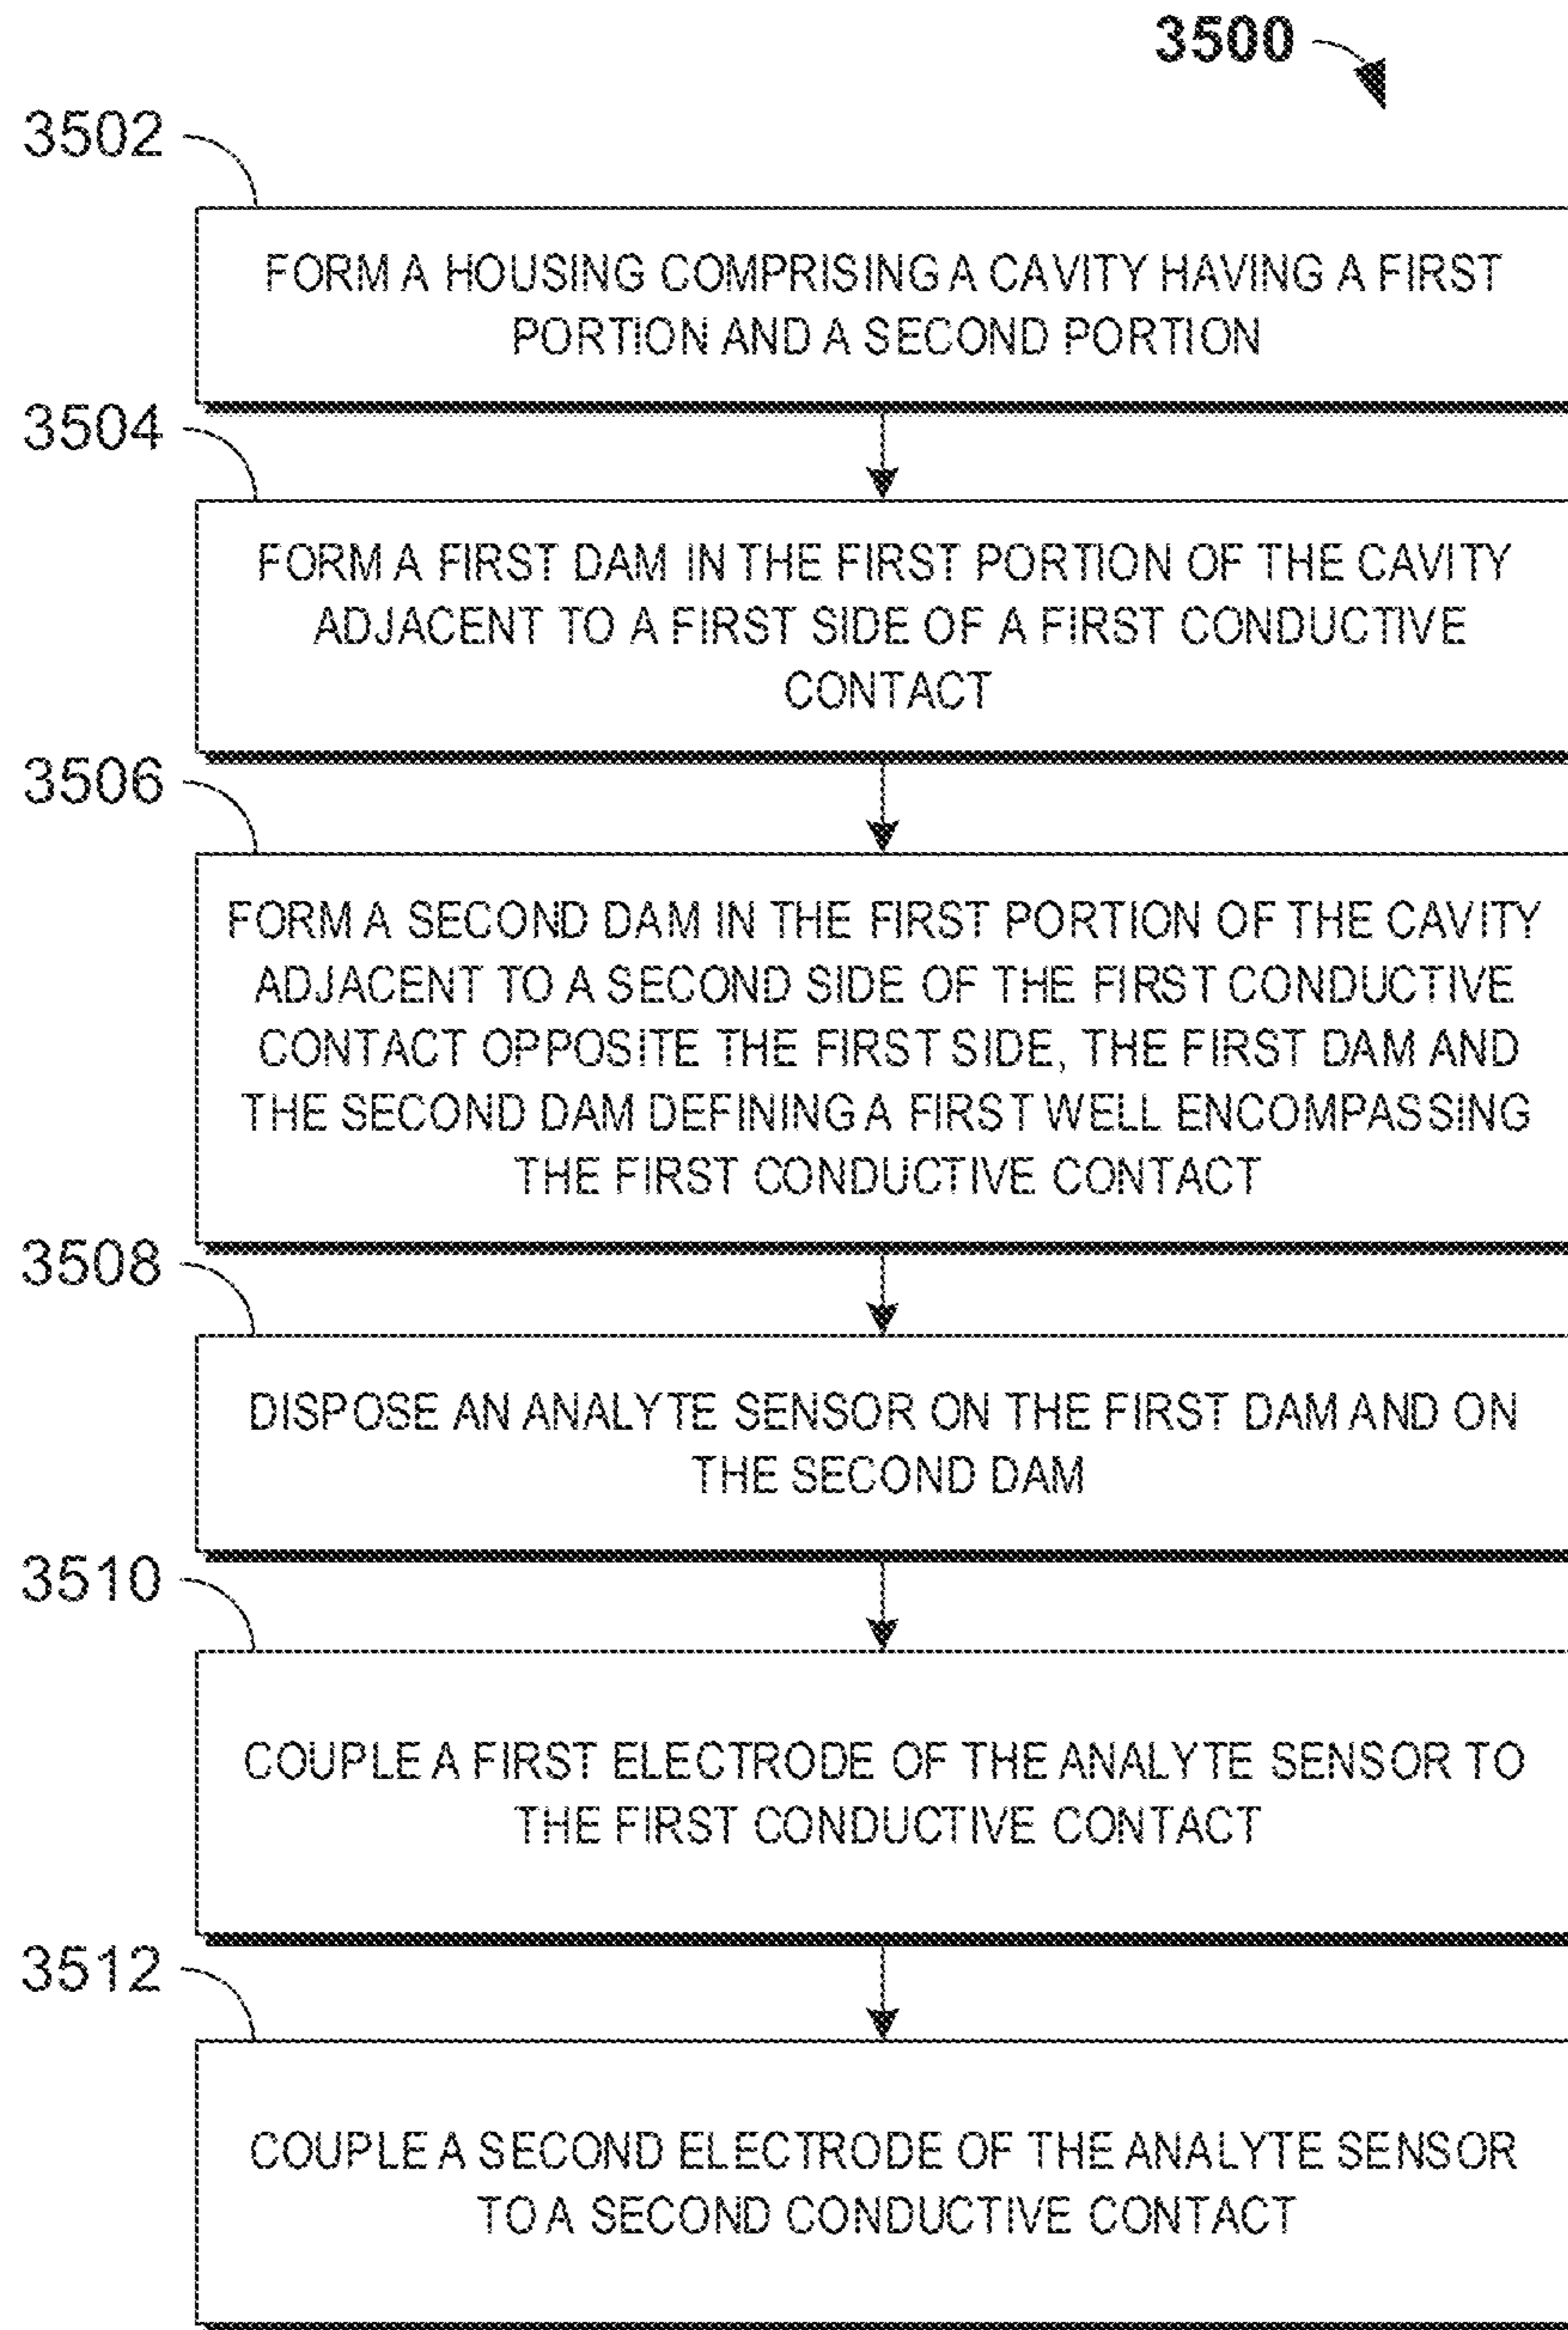 3500
3502
FORM A HOUSING COMPRISING A CAVITY HAVING A FIRST
PORTION AND A SECOND PORTION
3504
FORM A FIRST DAM IN THE FIRST PORTION OF THE CAVITY
ADJACENT TO A FIRST SIDE OF A FIRST CONDUCTIVE
CONTACT
3506
FORM A SECOND DAM IN THE FIRST PORTION OF THE CAVITY
ADJACENT TO A SECOND SIDE OF THE FIRST CONDUCTIVE
CONTACT OPPOSITE THE FIRST SIDE, THE FIRST DAM AND
THE SECOND DAM DEFINING A FIRST WELL ENCOMPASSING
THE FIRST CONDUCTIVE CONTACT
3508
DISPOSE AN ANALYTE SENSOR ON THE FIRST DAM AND ON
THE SECOND DAM
3510
COUPLE A FIRST ELECTRODE OF THE ANALYTE SENSOR TO
THE FIRST CONDUCTIVE CONTACT
3512
COUPLE A SECOND ELECTRODE OF THE ANALYTE SENSOR
TO A SECOND CONDUCTIVE CONTACT